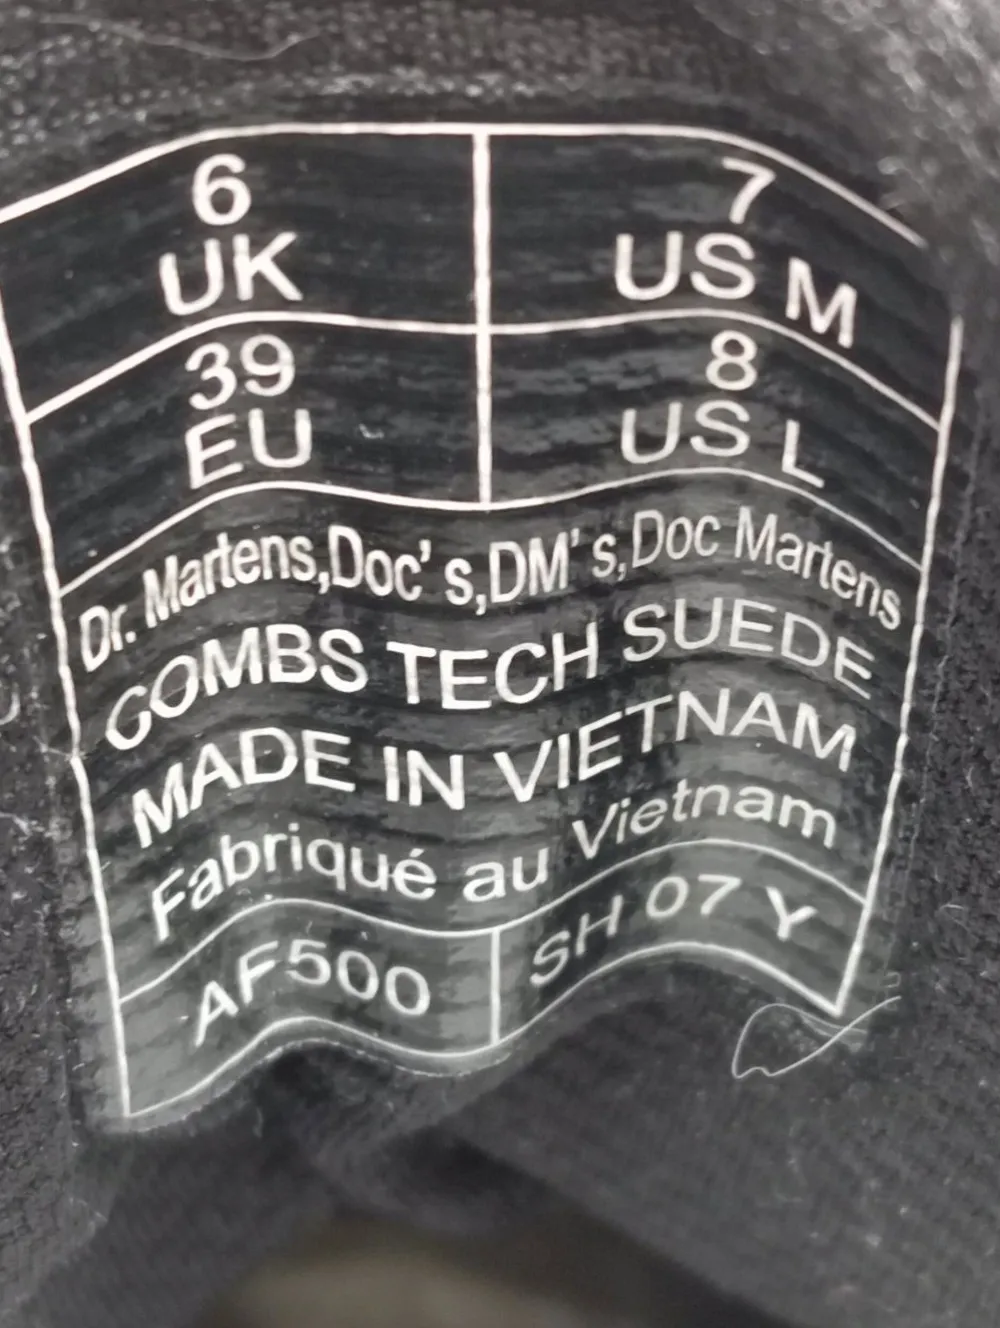 6
UK
7
US M
39
EU
8
US L
Dr. Martens,Doc's,DM's,Doc Martens
COMBS TECH SUEDE
MADE IN VIETNAM
Fabriqué au Vietnam
AF500
SH 07 Y